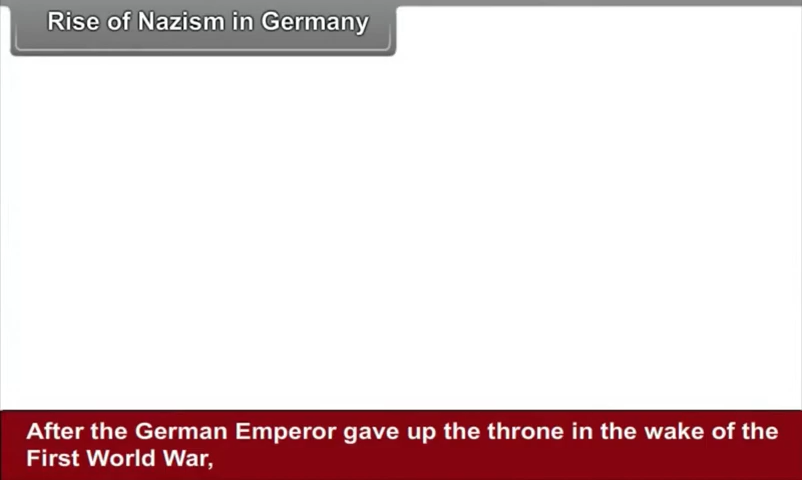 Rise of Nazism in Germany
After the German Emperor gave up the throne in the wake of the
First World War,